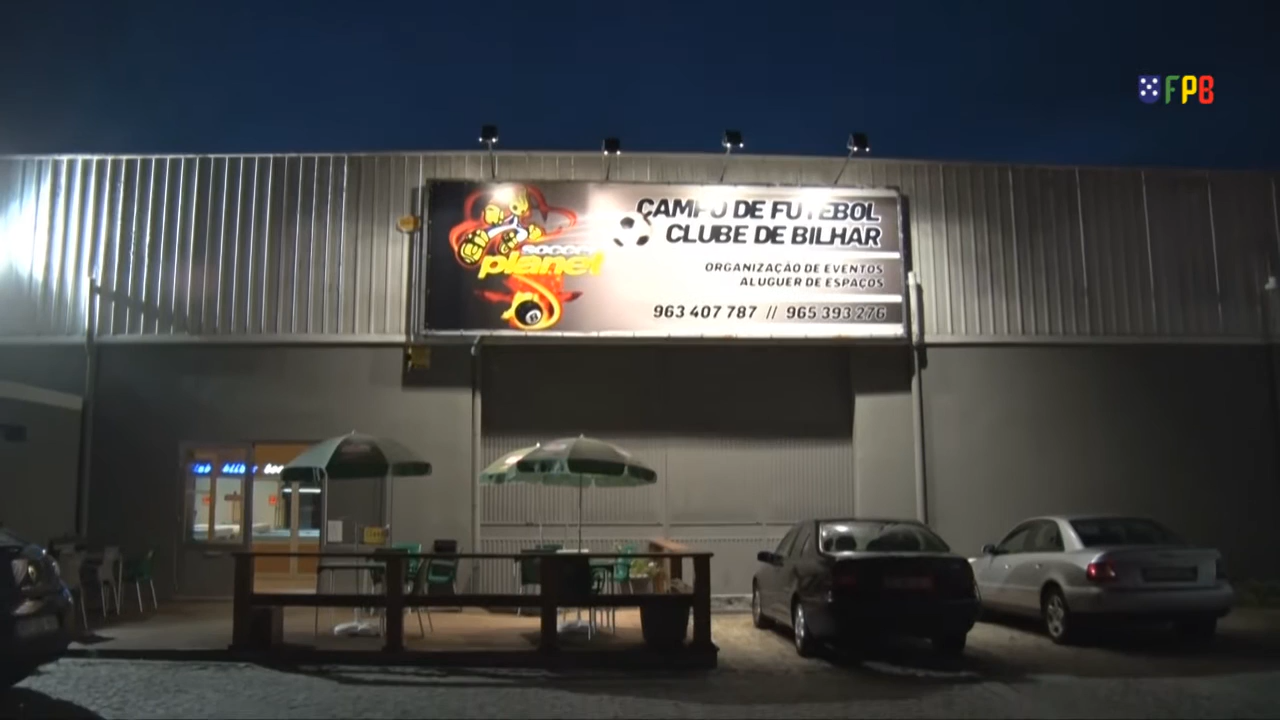 FPB
CAMPO DE FUTEBOL
CLUBE DE BILHAR
soccer
planet
ORGANIZAÇÃO DE EVENTOS
ALUGUER DE ESPAÇOS
963 407 787 // 965 393 276
8